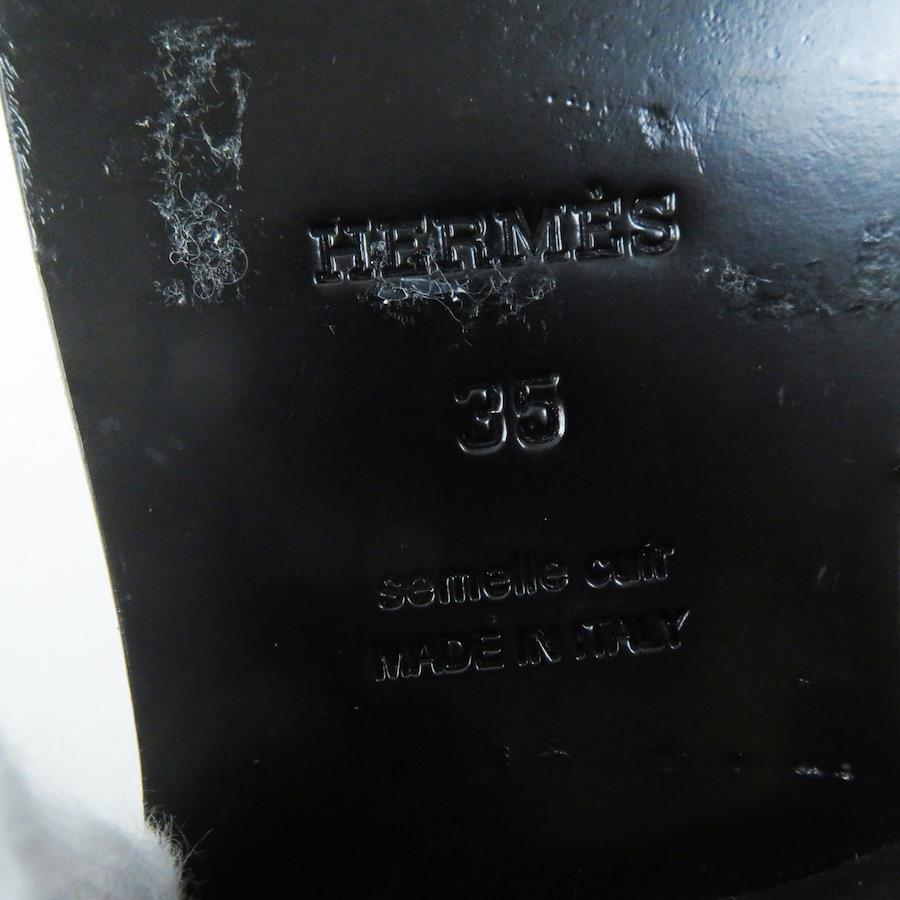 HERMÈS
35
semelle cuir
MADE IN ITALY